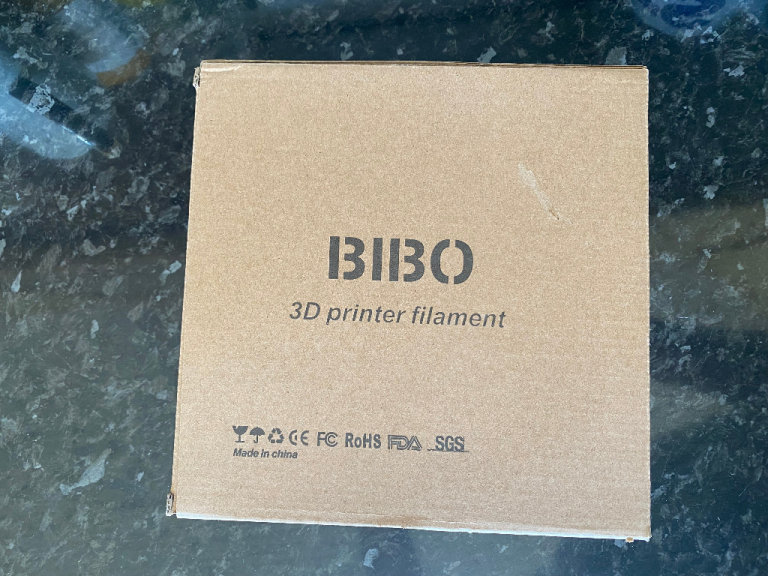 BIBO
3D printer filament
CE FC RoHS FDA SGS
Made in china